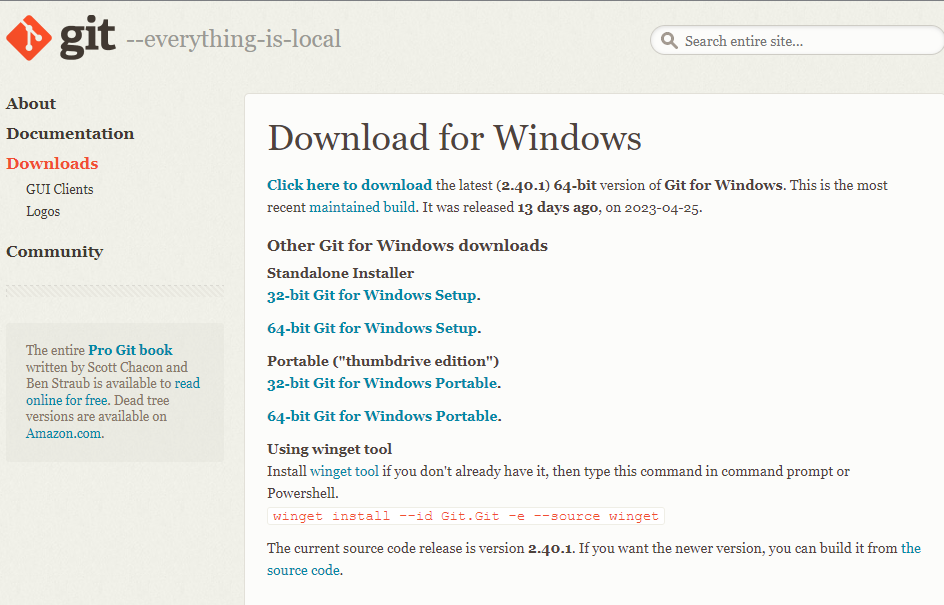 git --everything-is-local
Search entire site...
About
Documentation
Downloads
GUI Clients
Logos
Community
The entire Pro Git book
written by Scott Chacon and
Ben Straub is available to read
online for free. Dead tree
versions are available on
Amazon.com.
Download for Windows
Click here to download the latest (2.40.1) 64-bit version of Git for Windows. This is the most
recent maintained build. It was released 13 days ago, on 2023-04-25.
Other Git for Windows downloads
Standalone Installer
32-bit Git for Windows Setup.
64-bit Git for Windows Setup.
Portable ("thumbdrive edition")
32-bit Git for Windows Portable.
64-bit Git for Windows Portable.
Using winget tool
Install winget tool if you don't already have it, then type this command in command prompt or
Powershell.
winget install --id Git.Git -e --source winget
The current source code release is version 2.40.1. If you want the newer version, you can build it from the
source code.